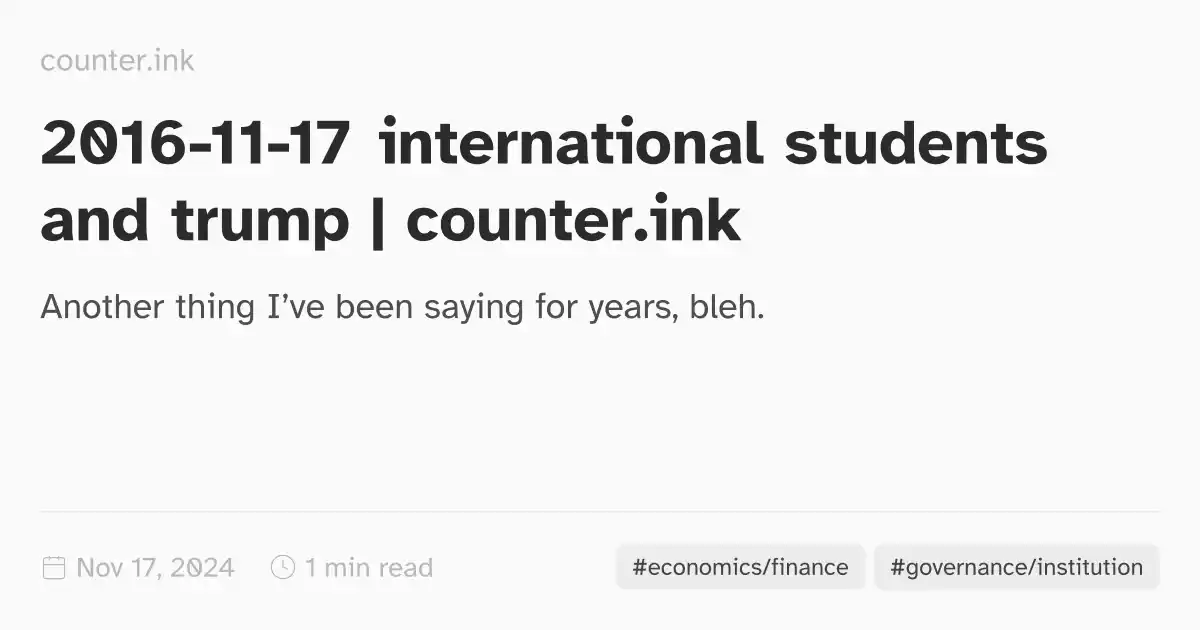 counter.ink
2016-11-17 international students
and trump | counter.ink
Another thing I’ve been saying for years, bleh.
Nov 17, 2024 1 min read #economics/finance #governance/institution